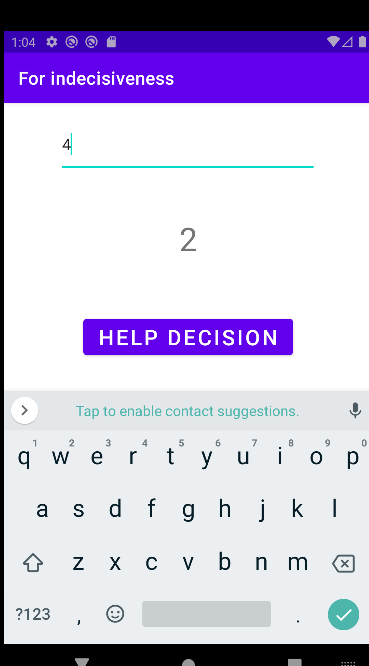 1:04
For indecisiveness
4
2
HELP DECISION
Tap to enable contact suggestions.
1 2 3 4 5 6 7 8 9 0
q w e r t y u i o p
a s d f g h j k l
z x c v b n m
?123 , .